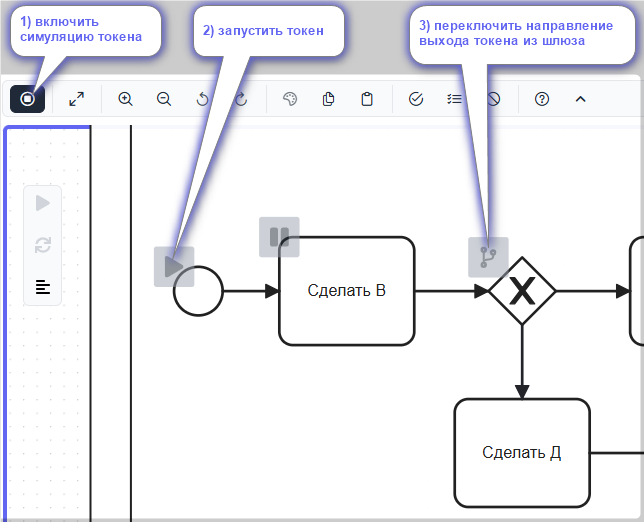 1) включить
симуляцию токена
2) запустить токен
3) переключить направление
выхода токена из шлюза
Сделать В
X
Сделать Д